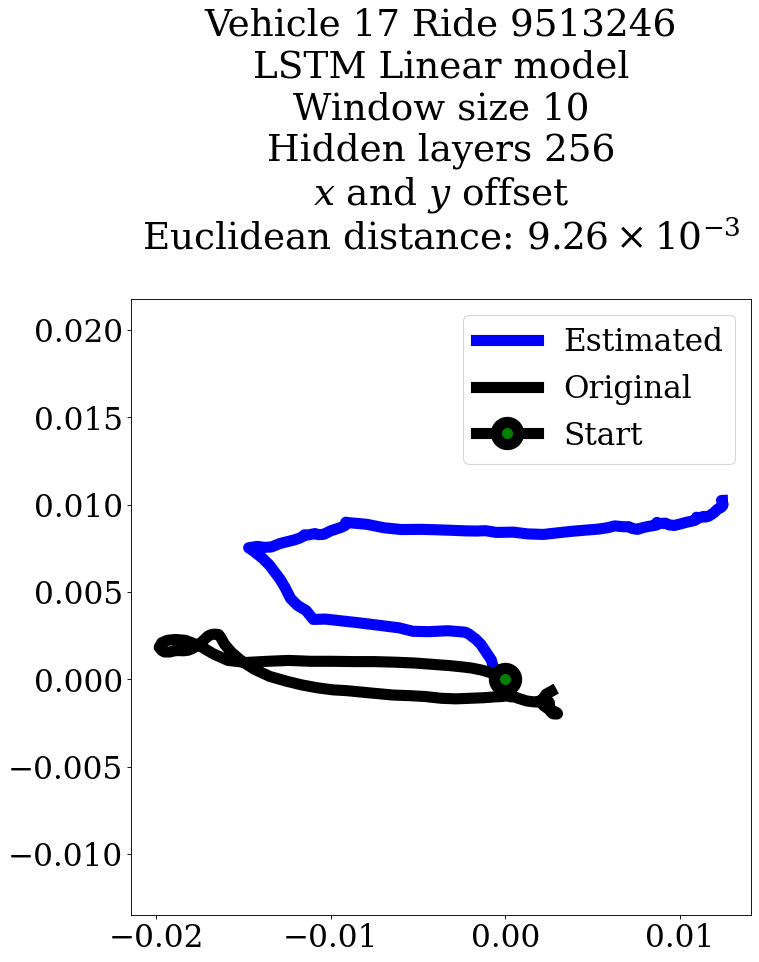 Vehicle 17 Ride 9513246
LSTM Linear model
Window size 10
Hidden layers 256
x and y offset
Euclidean distance: 9.26 × 10⁻³
Estimated
Original
Start
0.020
0.015
0.010
0.005
0.000
−0.005
−0.010
−0.02
−0.01
0.00
0.01